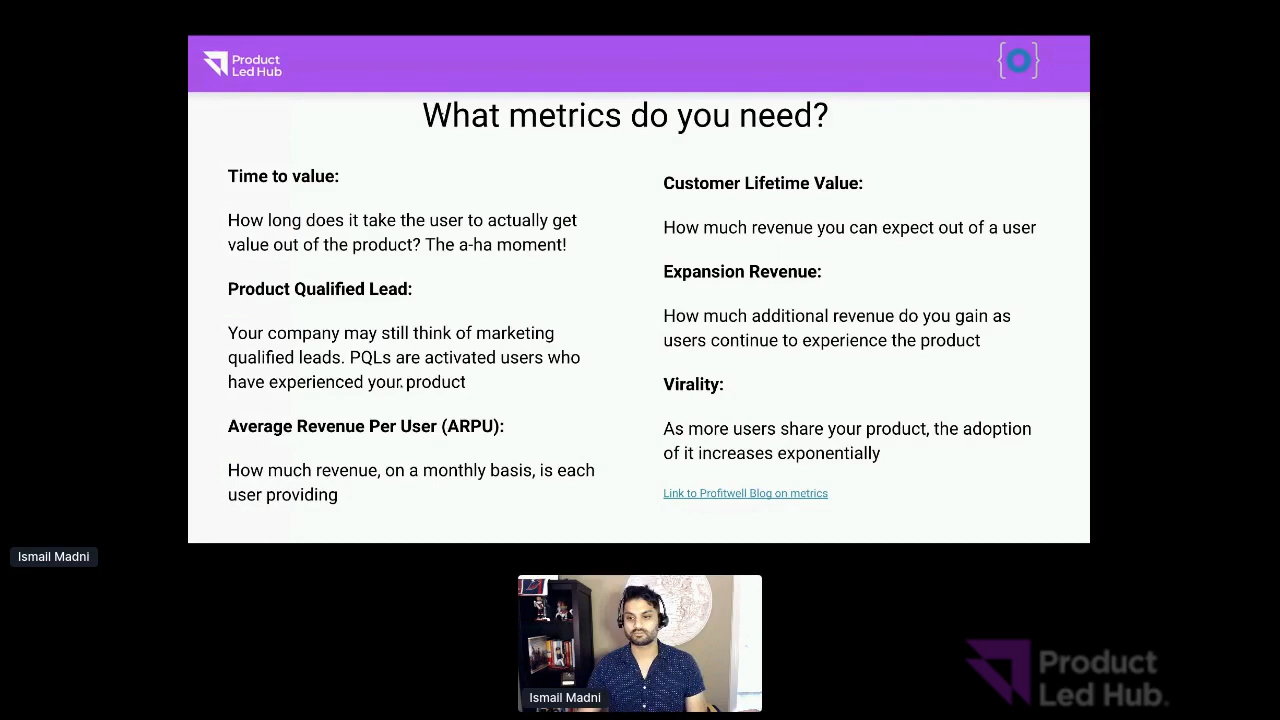 Product
Led Hub
What metrics do you need?
Time to value:
How long does it take the user to actually get
value out of the product? The a-ha moment!
Product Qualified Lead:
Your company may still think of marketing
qualified leads. PQLs are activated users who
have experienced your product
Average Revenue Per User (ARPU):
How much revenue, on a monthly basis, is each
user providing
Customer Lifetime Value:
How much revenue you can expect out of a user
Expansion Revenue:
How much additional revenue do you gain as
users continue to experience the product
Virality:
As more users share your product, the adoption
of it increases exponentially
Link to Profitwell Blog on metrics
Ismail Madni
Ismail Madni
Product
Led Hub.